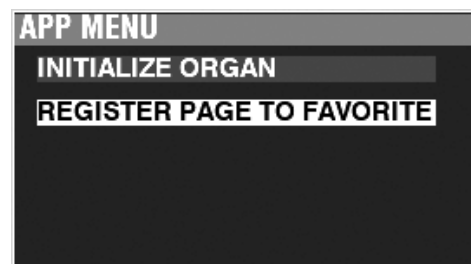 APP MENU
INITIALIZE ORGAN
REGISTER PAGE TO FAVORITE